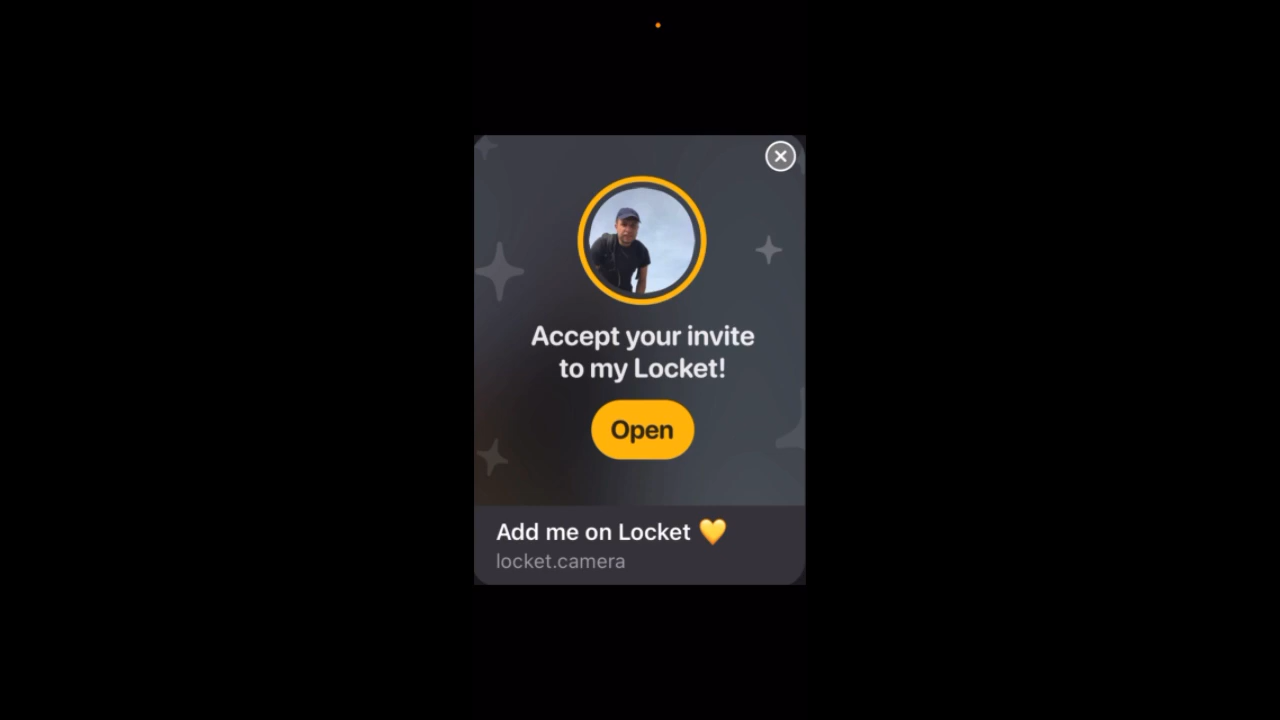 Accept your invite
to my Locket!
Open
Add me on Locket 💛
locket.camera